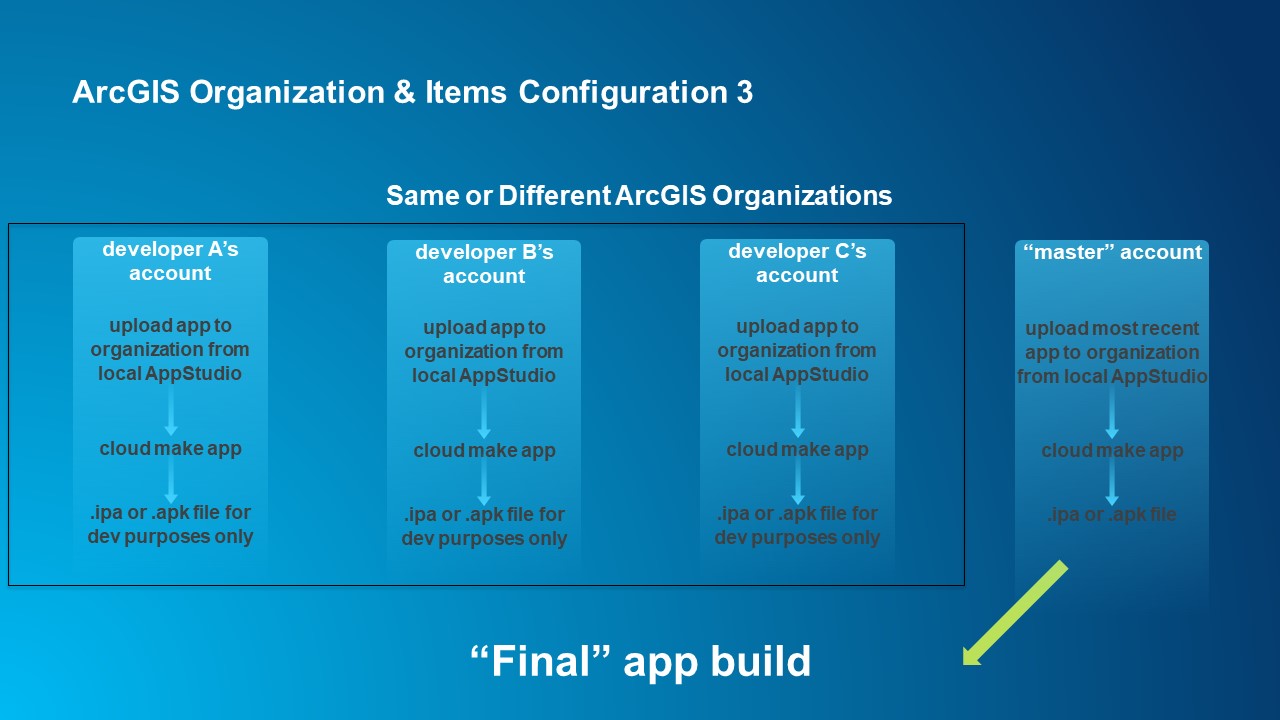 ArcGIS Organization & Items Configuration 3
Same or Different ArcGIS Organizations
developer A’s
account
upload app to
organization from
local AppStudio
cloud make app
.ipa or .apk file for
dev purposes only
developer B’s
account
upload app to
organization from
local AppStudio
cloud make app
.ipa or .apk file for
dev purposes only
developer C’s
account
upload app to
organization from
local AppStudio
cloud make app
.ipa or .apk file for
dev purposes only
“master” account
upload most recent
app to organization
from local AppStudio
cloud make app
.ipa or .apk file
“Final” app build